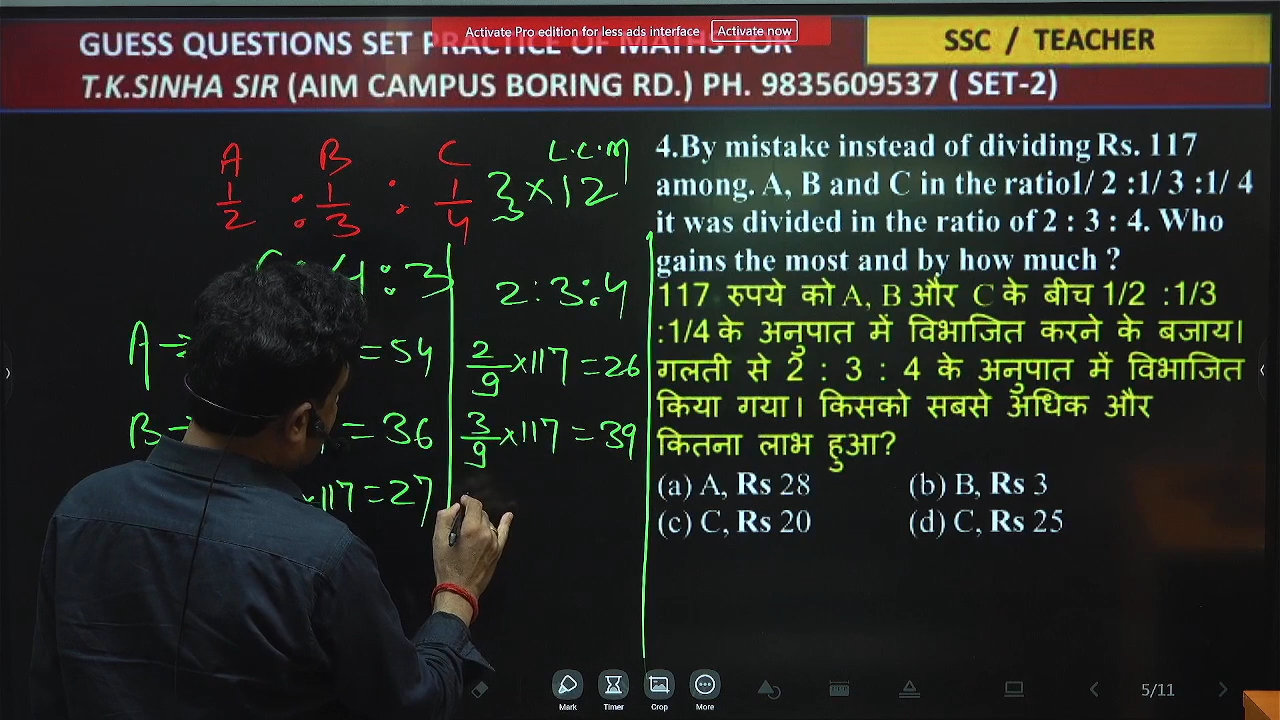 Activate Pro edition for less ads interface Activate now
GUESS QUESTIONS SET PRACTICE OF MATHS FOR
SSC / TEACHER
T.K.SINHA SIR (AIM CAMPUS BORING RD.) PH. 9835609537 ( SET-2)
A B C L.C.M
1/2 : 1/3 : 1/4 } × 12
: 3
2:3:4
A → = 54
2/9 × 117 = 26
B → = 36
3/9 × 117 = 39
× 117 = 27
4.By mistake instead of dividing Rs. 117
among. A, B and C in the ratio1/ 2 :1/ 3 :1/ 4
it was divided in the ratio of 2 : 3 : 4. Who
gains the most and by how much ?
117 रुपये को A, B और C के बीच 1/2 :1/3
:1/4 के अनुपात में विभाजित करने के बजाय।
गलती से 2 : 3 : 4 के अनुपात में विभाजित
किया गया। किसको सबसे अधिक और
कितना लाभ हुआ?
(a) A, Rs 28 (b) B, Rs 3
(c) C, Rs 20 (d) C, Rs 25
Mark Timer Crop More
5/11